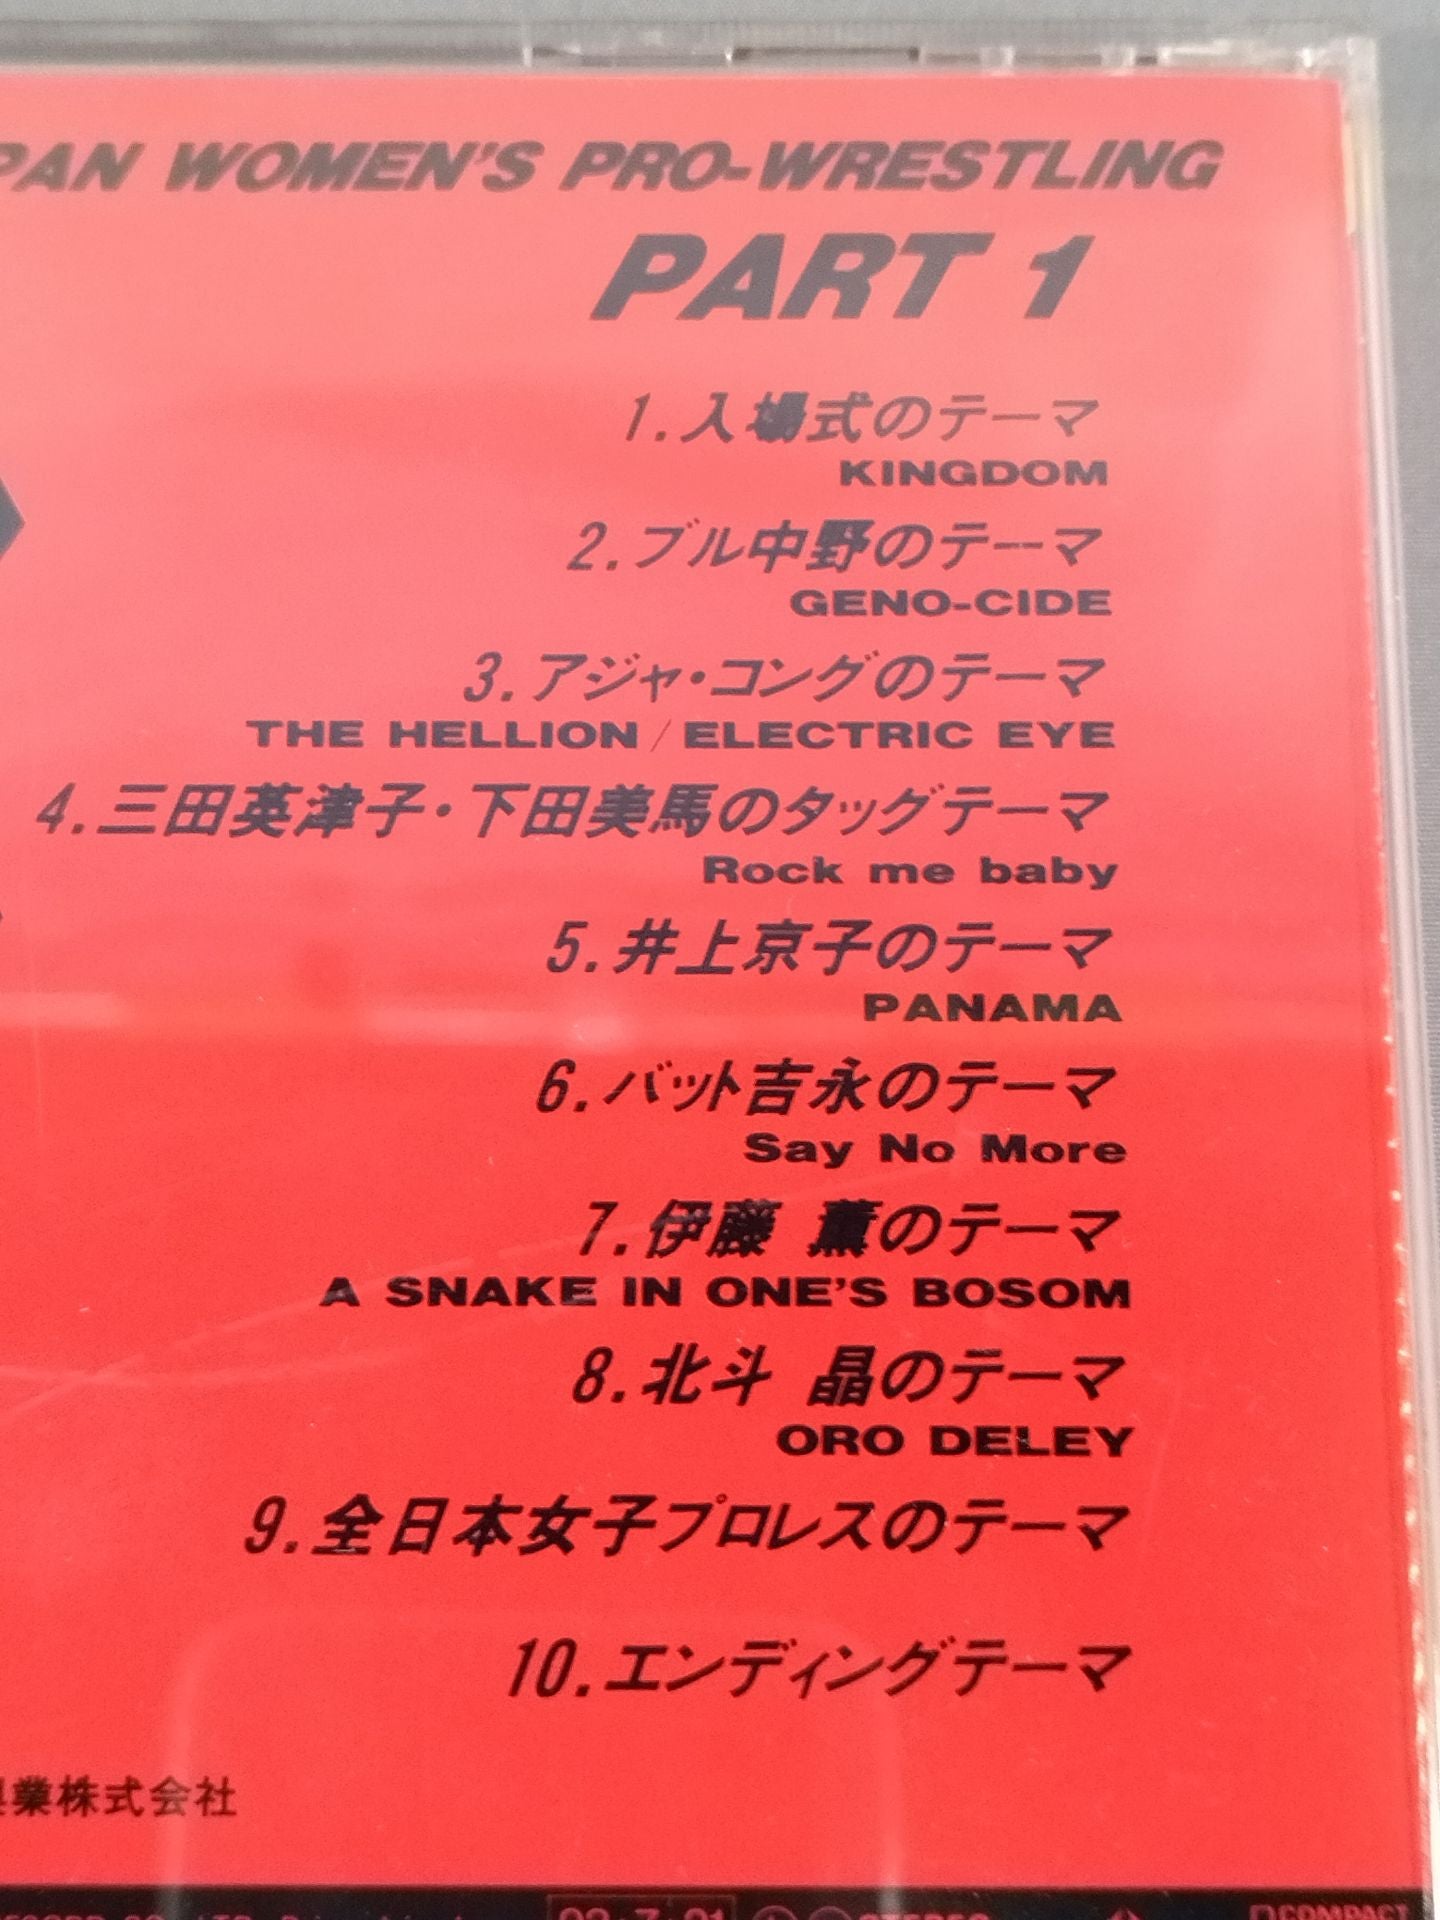 PAN WOMEN'S PRO-WRESTLING
PART 1
1.入場式のテーマ
KINGDOM
2.ブル中野のテーマ
GENO-CIDE
3.アジャ・コングのテーマ
THE HELLION/ELECTRIC EYE
4.三田英津子・下田美馬のタッグテーマ
Rock me baby
5.井上京子のテーマ
PANAMA
6.バット吉永のテーマ
Say No More
7.伊藤 薫のテーマ
A SNAKE IN ONE'S BOSOM
8.北斗 晶のテーマ
ORO DELEY
9.全日本女子プロレスのテーマ
10.エンディングテーマ
業株式会社
STEREO COMPACT